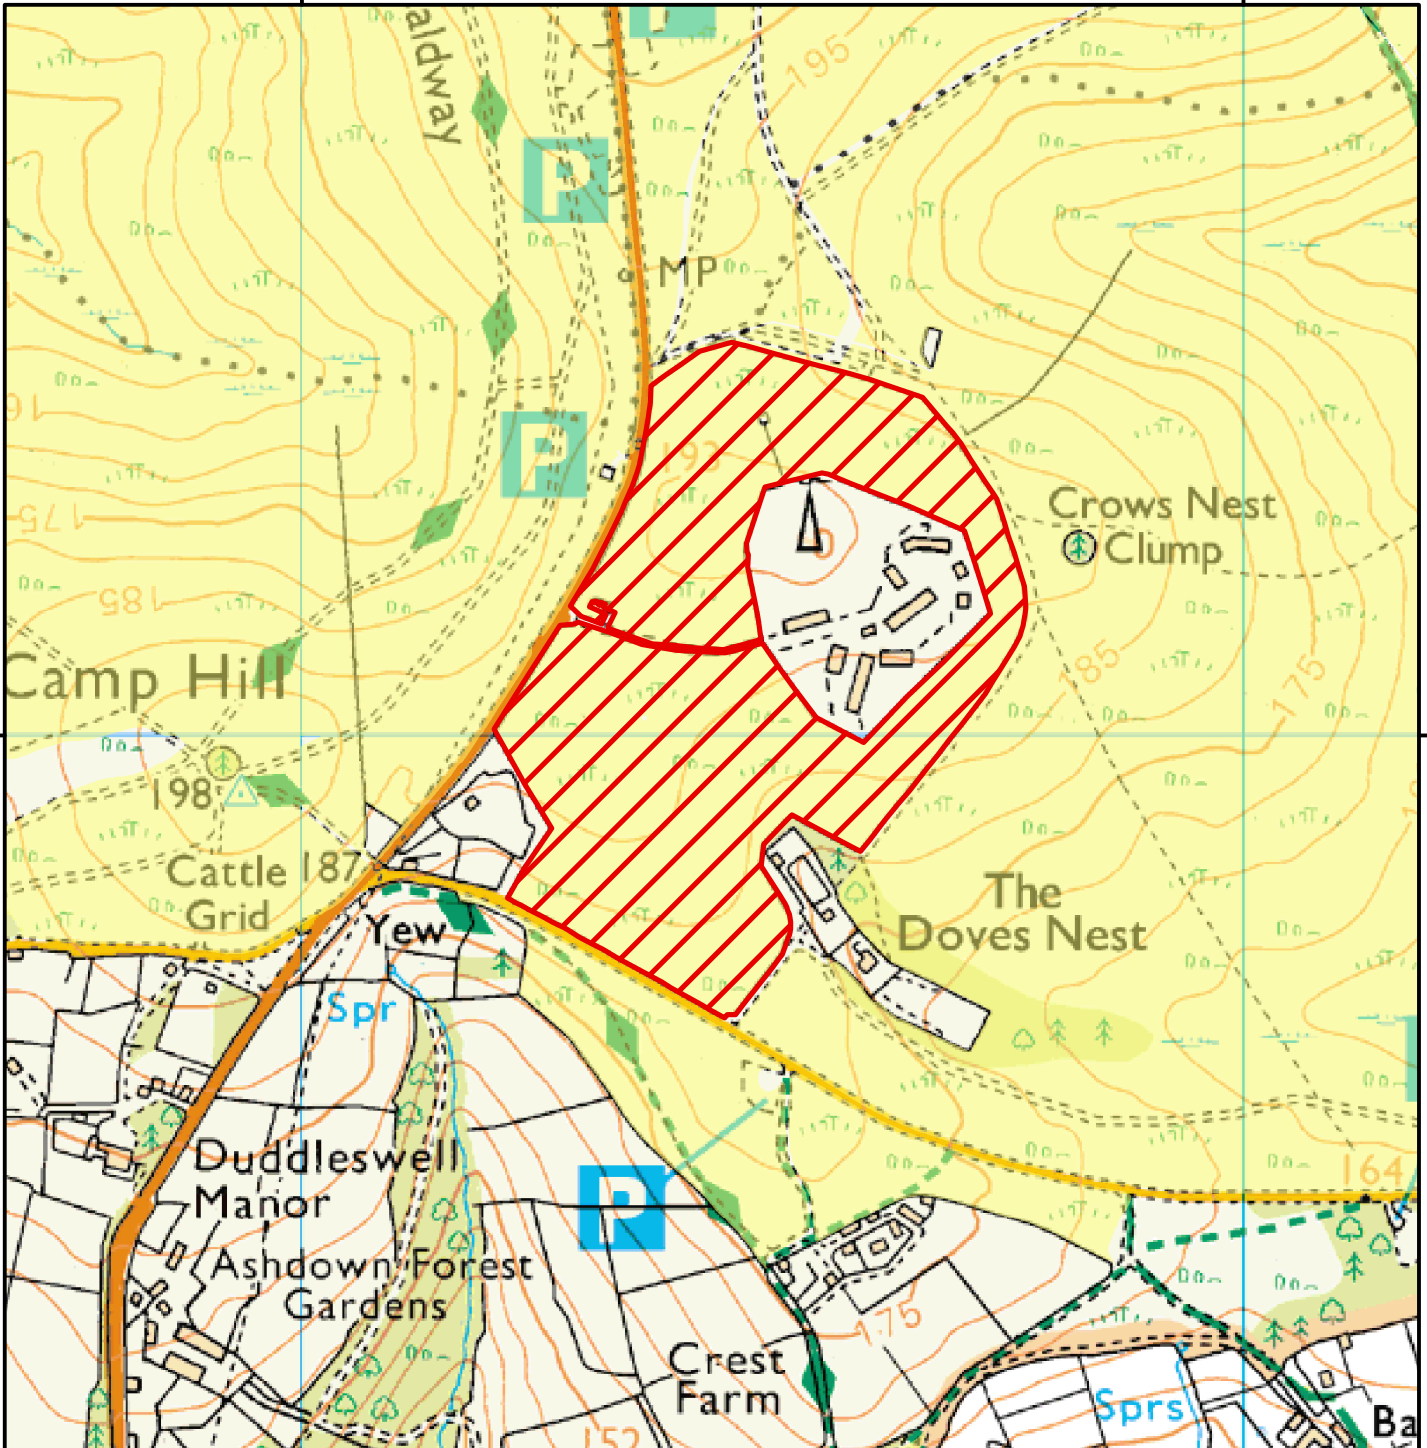 aldway
195
P
MP
P
193
175
Crows Nest
Clump
185
Camp Hill
185
175
198
Cattle
Grid
187
The
Doves Nest
Yew
Spr
Duddleswell
Manor
164
P
Ashdown Forest
Gardens
175
Crest
Farm
Sprs
Ba
152